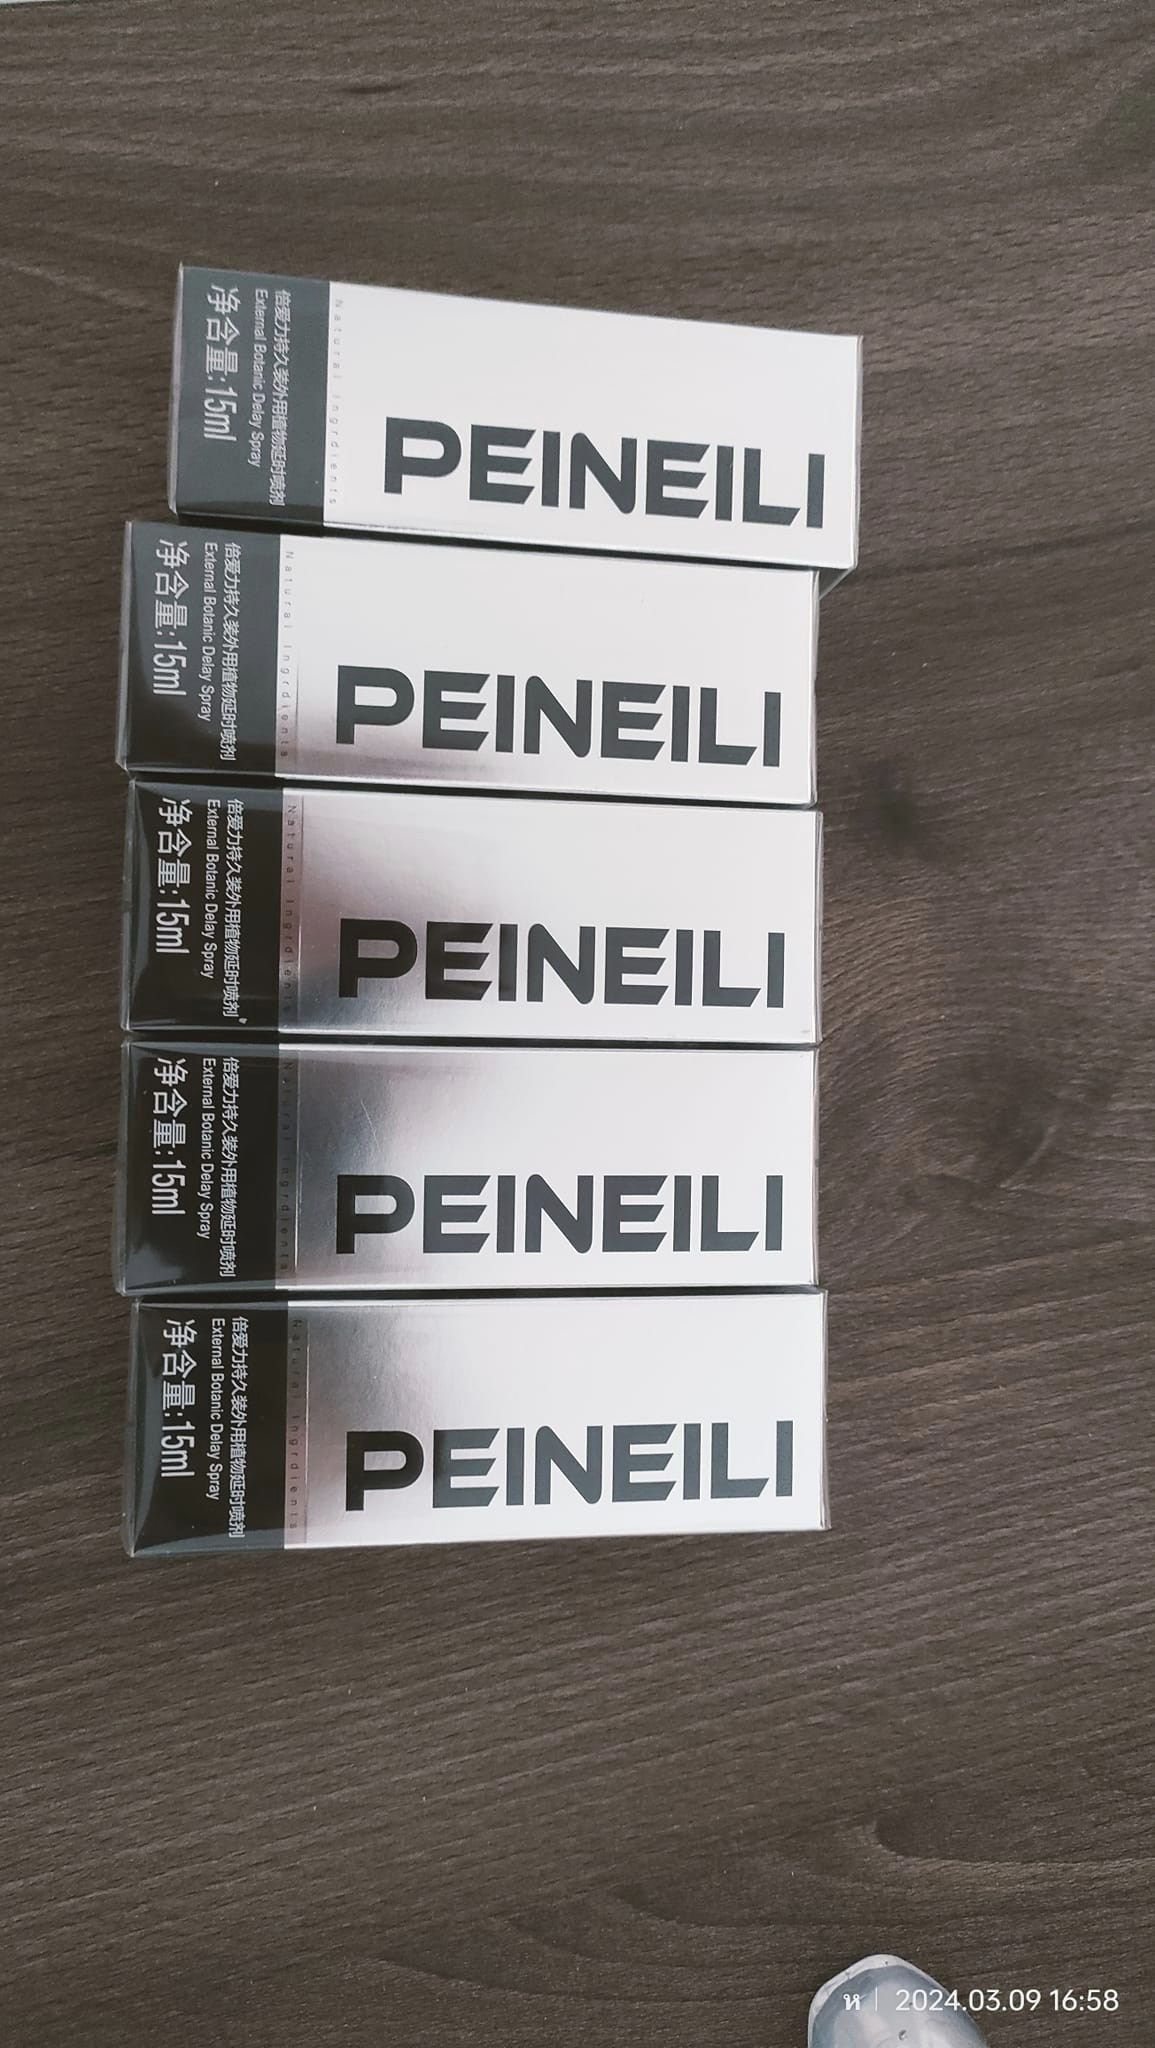 PEINEILI
Natural Ingrdients
倍爱力持久装外用植物延时喷剂
External Botanic Delay Spray
净含量:15ml
PEINEILI
Natural Ingrdients
倍爱力持久装外用植物延时喷剂
External Botanic Delay Spray
净含量:15ml
PEINEILI
Natural Ingrdients
倍爱力持久装外用植物延时喷剂
External Botanic Delay Spray
净含量:15ml
PEINEILI
Natural Ingrdients
倍爱力持久装外用植物延时喷剂
External Botanic Delay Spray
净含量:15ml
PEINEILI
Natural Ingrdients
倍爱力持久装外用植物延时喷剂
External Botanic Delay Spray
净含量:15ml
ห | 2024.03.09 16:58